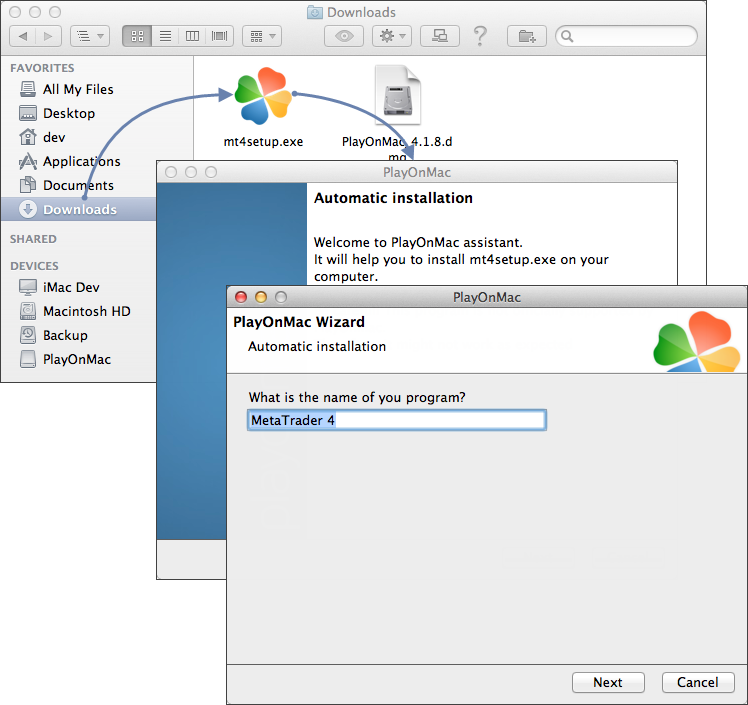 Downloads
FAVORITES
All My Files
Desktop
dev
Applications
Documents
Downloads
SHARED
DEVICES
iMac Dev
Macintosh HD
Backup
PlayOnMac
mt4setup.exe
PlayOnMac_4.1.8.d
mg
PlayOnMac
Automatic installation
Welcome to PlayOnMac assistant.
It will help you to install mt4setup.exe on your
computer.
PlayOnMac
PlayOnMac Wizard
Automatic installation
What is the name of you program?
MetaTrader 4
Next
Cancel